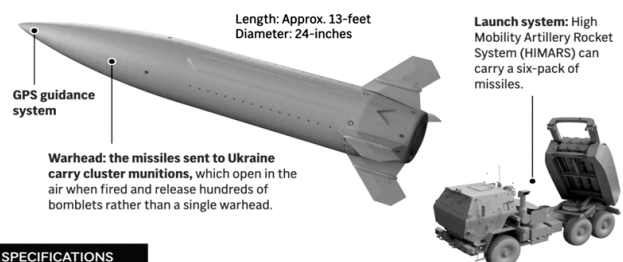 Length: Approx. 13-feet
Diameter: 24-inches
Launch system: High
Mobility Artillery Rocket
System (HIMARS) can
carry a six-pack of
missiles.
GPS guidance
system
Warhead: the missiles sent to Ukraine
carry cluster munitions, which open in the
air when fired and release hundreds of
bomblets rather than a single warhead.
SPECIFICATIONS